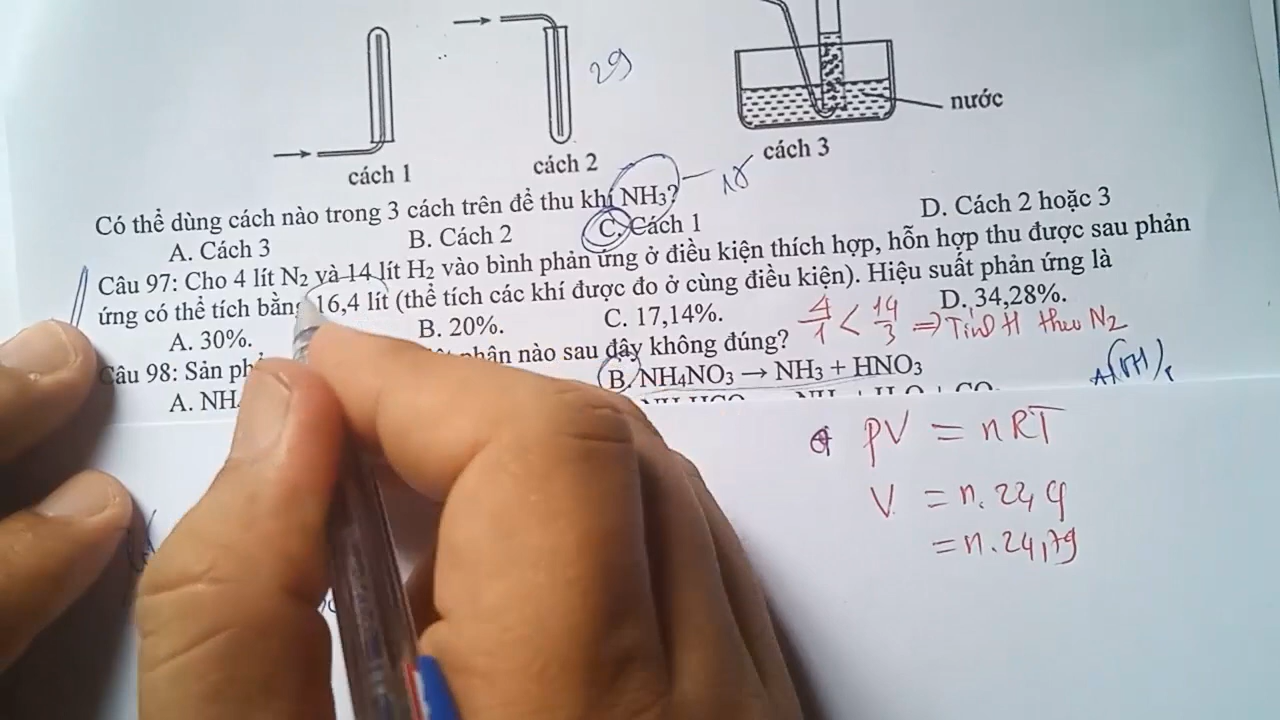 29
nước
cách 1
cách 2
cách 3
18
Có thể dùng cách nào trong 3 cách trên để thu khí NH₃?
A. Cách 3
B. Cách 2
C. Cách 1
D. Cách 2 hoặc 3
Câu 97: Cho 4 lít N₂ và 14 lít H₂ vào bình phản ứng ở điều kiện thích hợp, hỗn hợp thu được sau phản
ứng có thể tích bằng 16,4 lít (thể tích các khí được đo ở cùng điều kiện). Hiệu suất phản ứng là
A. 30%.
B. 20%.
C. 17,14%.
D. 34,28%.
4/1 < 14/3 ⇒ Tính H theo N₂
Câu 98: Sản phẩm nhiệt phân nào sau đây không đúng?
A. NH
B. NH₄NO₃ → NH₃ + HNO₃
PV = nRT
V = n.22,4
= n.24,79